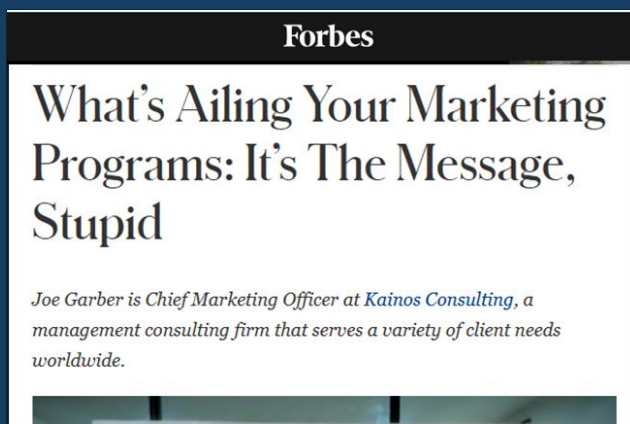 Forbes
What's Ailing Your Marketing
Programs: It's The Message,
Stupid
Joe Garber is Chief Marketing Officer at Kainos Consulting, a
management consulting firm that serves a variety of client needs
worldwide.